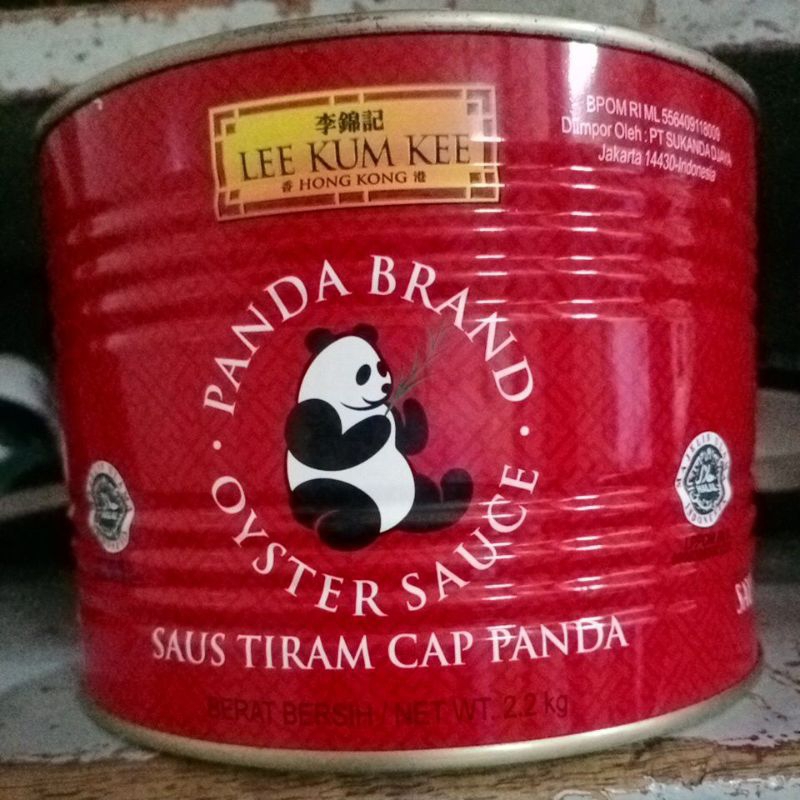 李錦記
LEE KUM KEE
香 HONG KONG 港
BPOM RI ML 556409118009
Diimpor Oleh : PT SUKANDA DJAYA
Jakarta 14430-Indonesia
PANDA BRAND
OYSTER SAUCE
SAUS TIRAM CAP PANDA
BERAT BERSIH / NET WT. 2.2 kg